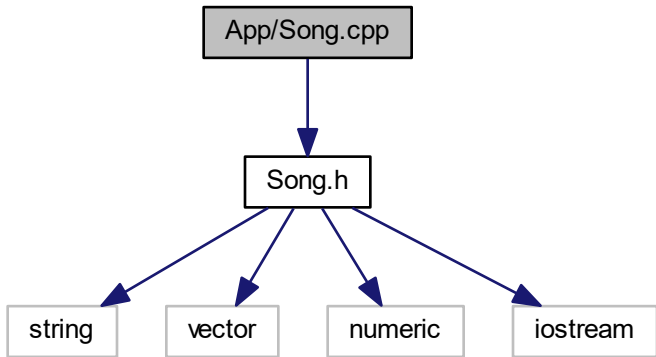 App/Song.cpp
Song.h
string
vector
numeric
iostream